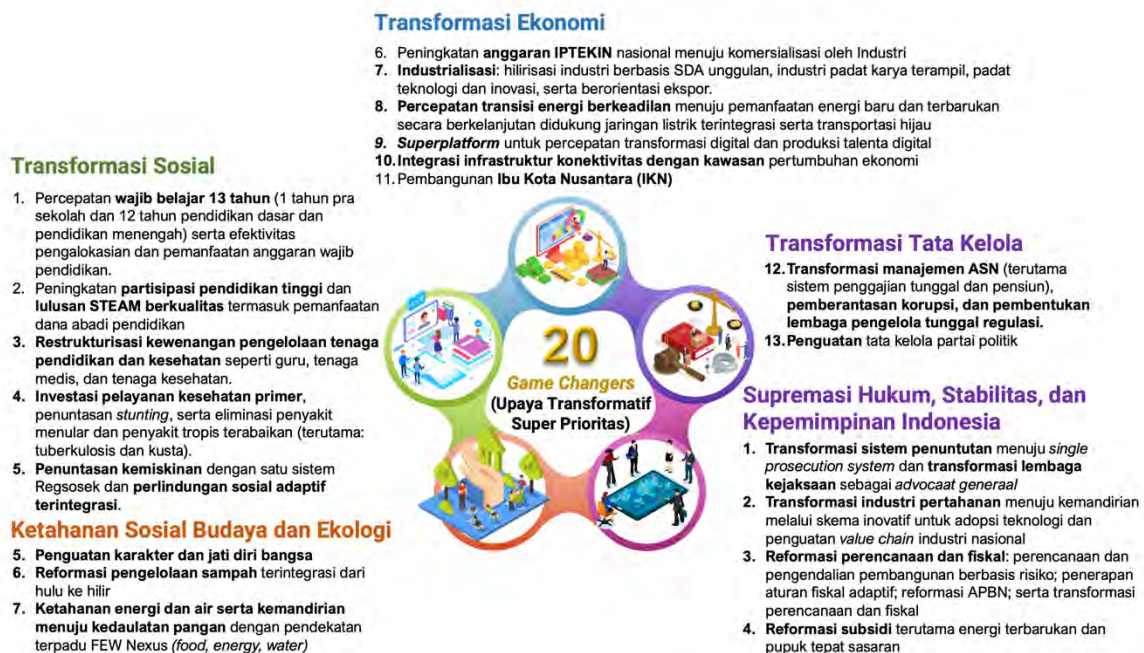 Transformasi Ekonomi
6. Peningkatan anggaran IPTEKIN nasional menuju komersialisasi oleh Industri
7. Industrialisasi: hilirisasi industri berbasis SDA unggulan, industri padat karya terampil, padat
teknologi dan inovasi, serta berorientasi ekspor.
8. Percepatan transisi energi berkeadilan menuju pemanfaatan energi baru dan terbarukan
secara berkelanjutan didukung jaringan listrik terintegrasi serta transportasi hijau
9. Superplatform untuk percepatan transformasi digital dan produksi talenta digital
10. Integrasi infrastruktur konektivitas dengan kawasan pertumbuhan ekonomi
11. Pembangunan Ibu Kota Nusantara (IKN)
Transformasi Sosial
1. Percepatan wajib belajar 13 tahun (1 tahun pra
sekolah dan 12 tahun pendidikan dasar dan
pendidikan menengah) serta efektivitas
pengalokasian dan pemanfaatan anggaran wajib
pendidikan.
2. Peningkatan partisipasi pendidikan tinggi dan
lulusan STEAM berkualitas termasuk pemanfaatan
dana abadi pendidikan
3. Restrukturisasi kewenangan pengelolaan tenaga
pendidikan dan kesehatan seperti guru, tenaga
medis, dan tenaga kesehatan.
4. Investasi pelayanan kesehatan primer,
penuntasan stunting, serta eliminasi penyakit
menular dan penyakit tropis terabaikan (terutama:
tuberkulosis dan kusta).
5. Penuntasan kemiskinan dengan satu sistem
Regsosek dan perlindungan sosial adaptif
terintegrasi.
Ketahanan Sosial Budaya dan Ekologi
5. Penguatan karakter dan jati diri bangsa
6. Reformasi pengelolaan sampah terintegrasi dari
hulu ke hilir
7. Ketahanan energi dan air serta kemandirian
menuju kedaulatan pangan dengan pendekatan
terpadu FEW Nexus (food, energy, water)
20
Game Changers
(Upaya Transformatif
Super Prioritas)
Transformasi Tata Kelola
12. Transformasi manajemen ASN (terutama
sistem penggajian tunggal dan pensiun),
pemberantasan korupsi, dan pembentukan
lembaga pengelola tunggal regulasi.
13. Penguatan tata kelola partai politik
Supremasi Hukum, Stabilitas, dan
Kepemimpinan Indonesia
1. Transformasi sistem penuntutan menuju single
prosecution system dan transformasi lembaga
kejaksaan sebagai advocaat generaal
2. Transformasi industri pertahanan menuju kemandirian
melalui skema inovatif untuk adopsi teknologi dan
penguatan value chain industri nasional
3. Reformasi perencanaan dan fiskal: perencanaan dan
pengendalian pembangunan berbasis risiko; penerapan
aturan fiskal adaptif; reformasi APBN; serta transformasi
perencanaan dan fiskal
4. Reformasi subsidi terutama energi terbarukan dan
pupuk tepat sasaran